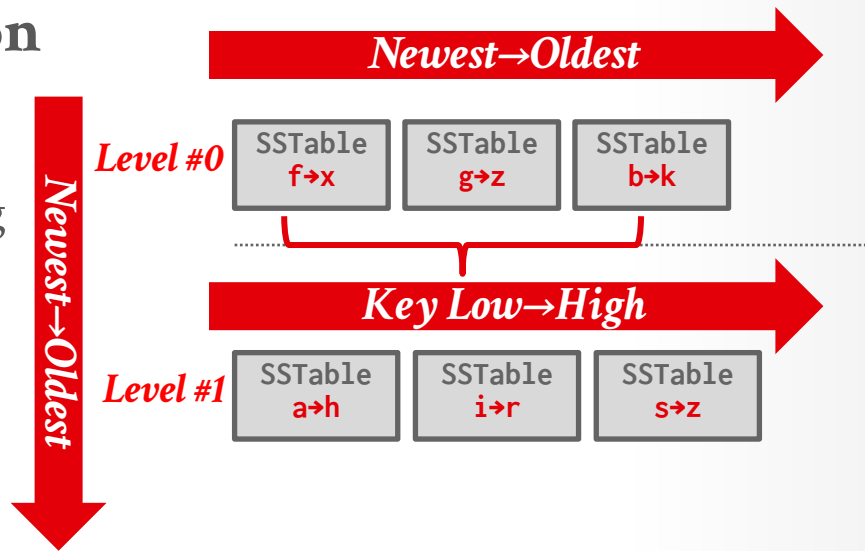 on
Newest→Oldest
Newest→Oldest
Level #0
SSTable
f→x
SSTable
g→z
SSTable
b→k
g
Key Low→High
Level #1
SSTable
a→h
SSTable
i→r
SSTable
s→z